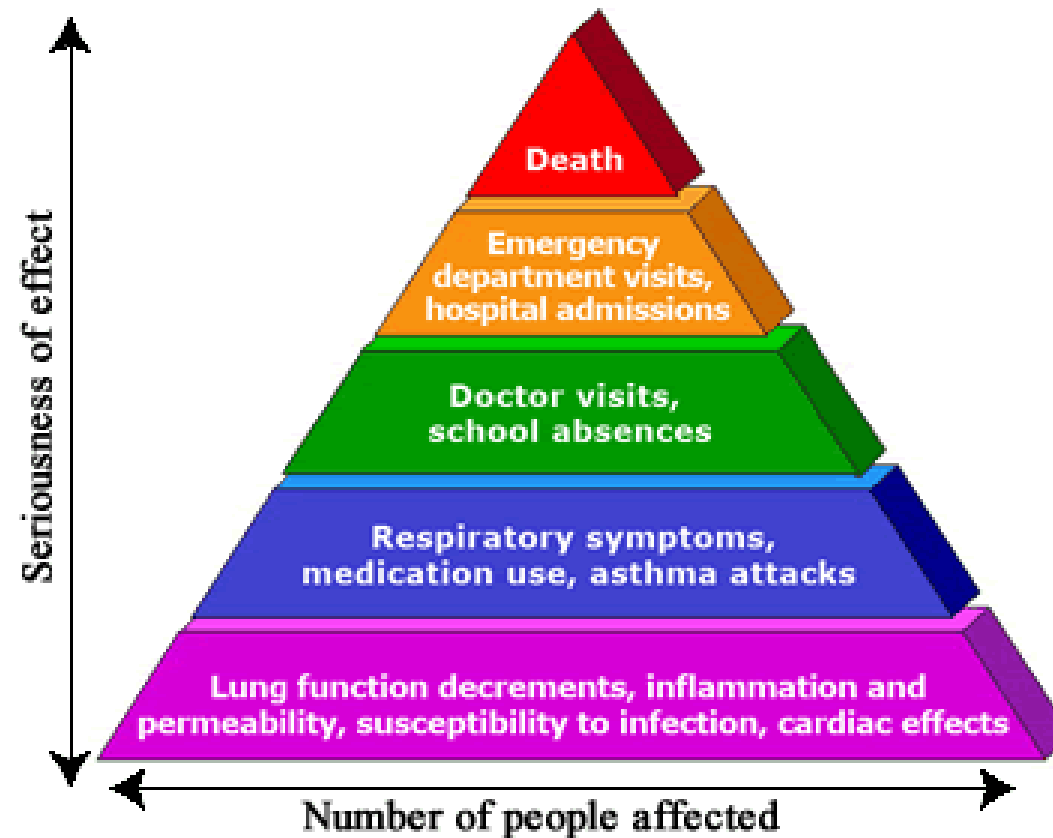 Seriousness of effect
Death
Emergency
department visits,
hospital admissions
Doctor visits,
school absences
Respiratory symptoms,
medication use, asthma attacks
Lung function decrements, inflammation and
permeability, susceptibility to infection, cardiac effects
Number of people affected